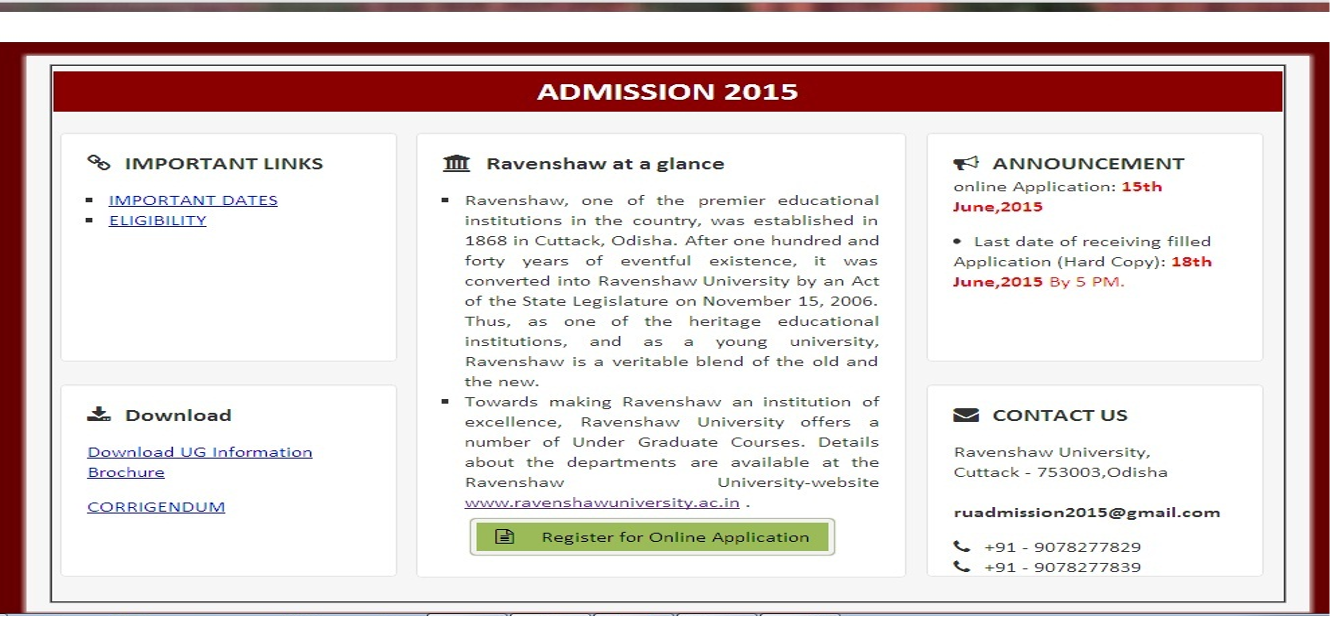 ADMISSION 2015
IMPORTANT LINKS
IMPORTANT DATES
ELIGIBILITY
Download
Download UG Information
Brochure
CORRIGENDUM
Ravenshaw at a glance
Ravenshaw, one of the premier educational
institutions in the country, was established in
1868 in Cuttack, Odisha. After one hundred and
forty years of eventful existence, it was
converted into Ravenshaw University by an Act
of the State Legislature on November 15, 2006.
Thus, as one of the heritage educational
institutions, and as a young university,
Ravenshaw is a veritable blend of the old and
the new.
Towards making Ravenshaw an institution of
excellence, Ravenshaw University offers a
number of Under Graduate Courses. Details
about the departments are available at the
Ravenshaw University-website
www.ravenshawuniversity.ac.in .
Register for Online Application
ANNOUNCEMENT
online Application: 15th
June,2015
• Last date of receiving filled
Application (Hard Copy): 18th
June,2015 By 5 PM.
CONTACT US
Ravenshaw University,
Cuttack - 753003,Odisha
ruadmission2015@gmail.com
+91 - 9078277829
+91 - 9078277839